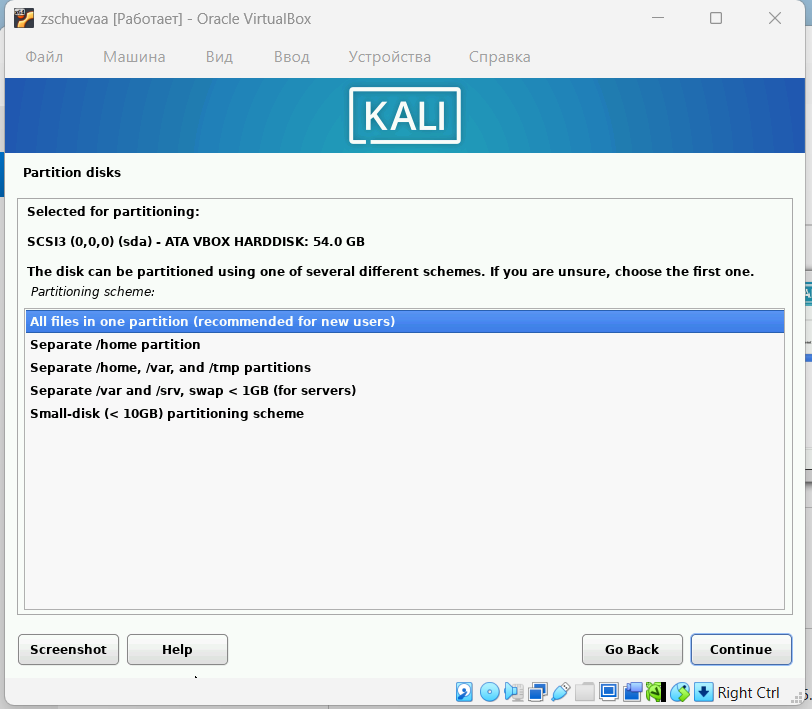 zschuevaa [Работает] - Oracle VirtualBox
Файл Машина Вид Ввод Устройства Справка
KALI
Partition disks
Selected for partitioning:
SCSI3 (0,0,0) (sda) - ATA VBOX HARDDISK: 54.0 GB
The disk can be partitioned using one of several different schemes. If you are unsure, choose the first one.
Partitioning scheme:
All files in one partition (recommended for new users)
Separate /home partition
Separate /home, /var, and /tmp partitions
Separate /var and /srv, swap < 1GB (for servers)
Small-disk (< 10GB) partitioning scheme
Screenshot Help Go Back Continue
Right Ctrl